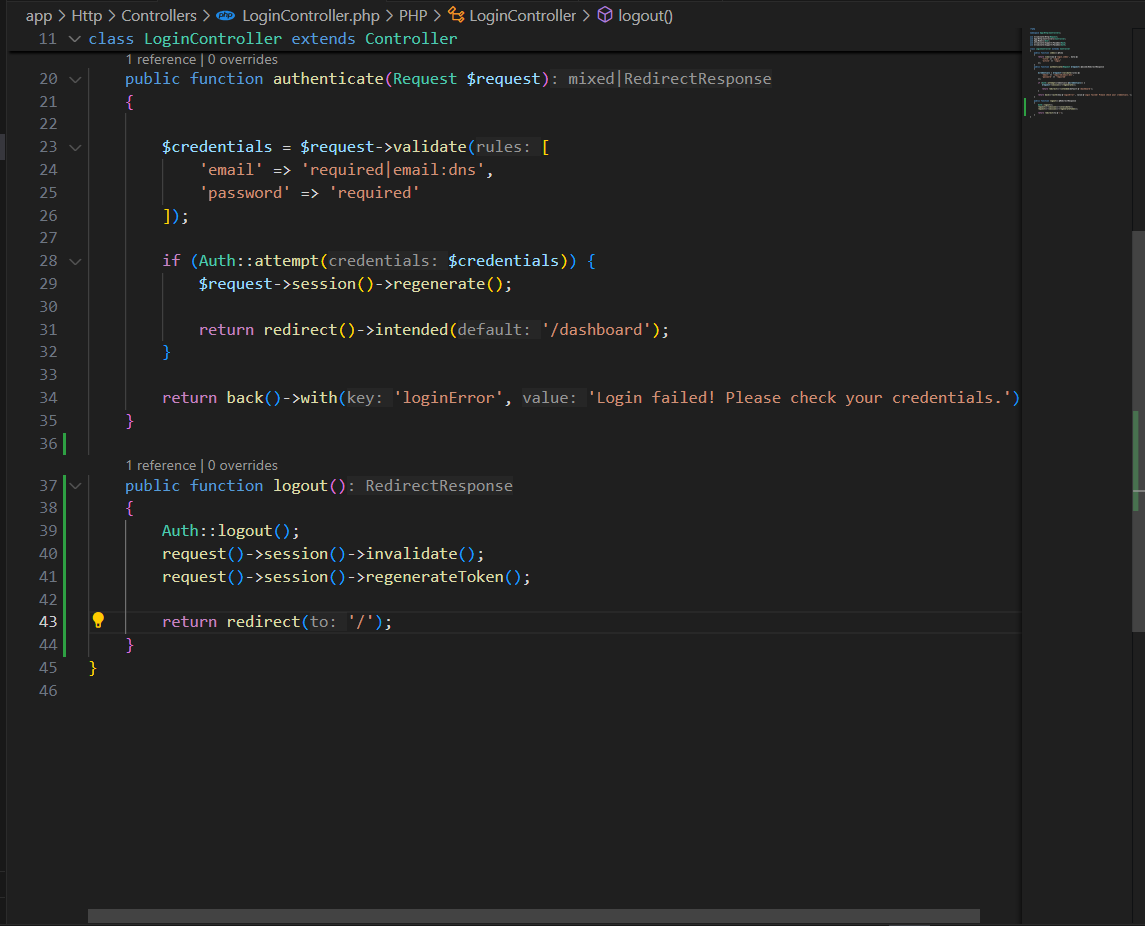 app > Http > Controllers > php LoginController.php > PHP > LoginController > logout()
11 class LoginController extends Controller
1 reference | 0 overrides
20 public function authenticate(Request $request): mixed|RedirectResponse
21 {
22
23 $credentials = $request->validate(rules: [
24 'email' => 'required|email:dns',
25 'password' => 'required'
26 ]);
27
28 if (Auth::attempt(credentials: $credentials)) {
29 $request->session()->regenerate();
30
31 return redirect()->intended(default: '/dashboard');
32 }
33
34 return back()->with(key: 'loginError', value: 'Login failed! Please check your credentials.')
35 }
36
1 reference | 0 overrides
37 public function logout(): RedirectResponse
38 {
39 Auth::logout();
40 request()->session()->invalidate();
41 request()->session()->regenerateToken();
42
43 return redirect(to: '/');
44 }
45 }
46